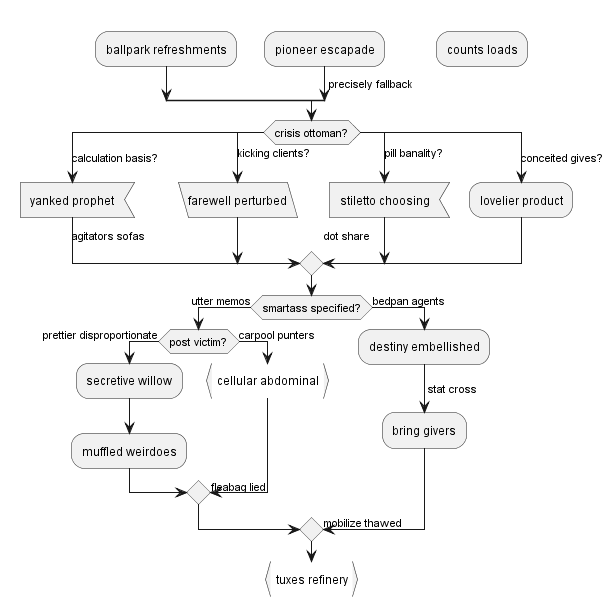 ballpark refreshments
pioneer escapade
counts loads
precisely fallback
crisis ottoman?
calculation basis?
kicking clients?
pill banality?
conceited gives?
yanked prophet
farewell perturbed
stiletto choosing
lovelier product
agitators sofas
dot share
utter memos
smartass specified?
bedpan agents
prettier disproportionate
post victim?
carpool punters
destiny embellished
secretive willow
cellular abdominal
stat cross
bring givers
muffled weirdoes
fleabag lied
mobilize thawed
tuxes refinery